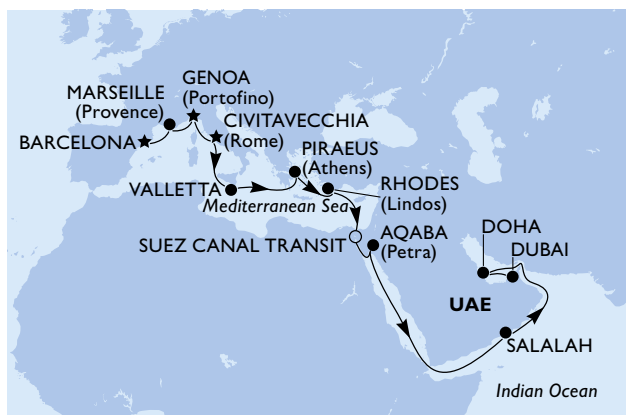 GENOA
(Portofino)
MARSEILLE
(Provence)
CIVITAVECCHIA
(Rome)
BARCELONA
PIRAEUS
(Athens)
VALLETTA
RHODES
(Lindos)
Mediterranean Sea
SUEZ CANAL TRANSIT
AQABA
(Petra)
DOHA
DUBAI
UAE
SALALAH
Indian Ocean